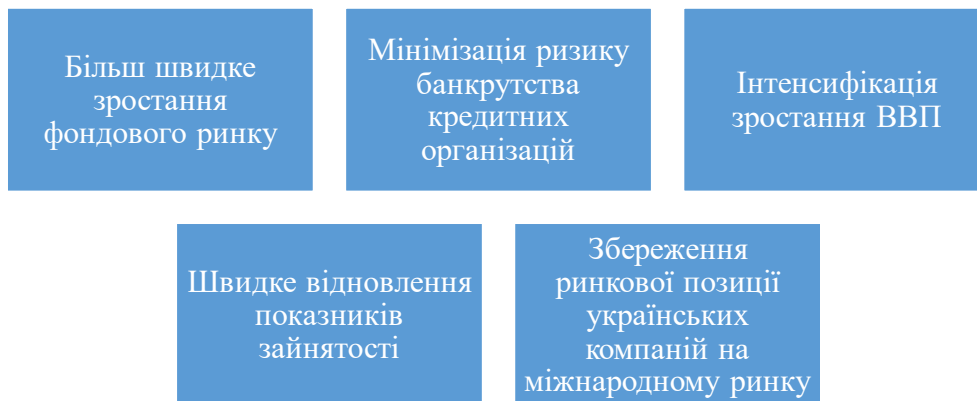 Більш швидке
зростання
фондового ринку
Мінімізація ризику
банкрутства
кредитних
організацій
Інтенсифікація
зростання ВВП
Швидке відновлення
показників
зайнятості
Збереження
ринкової позиції
українських
компаній на
міжнародному ринку